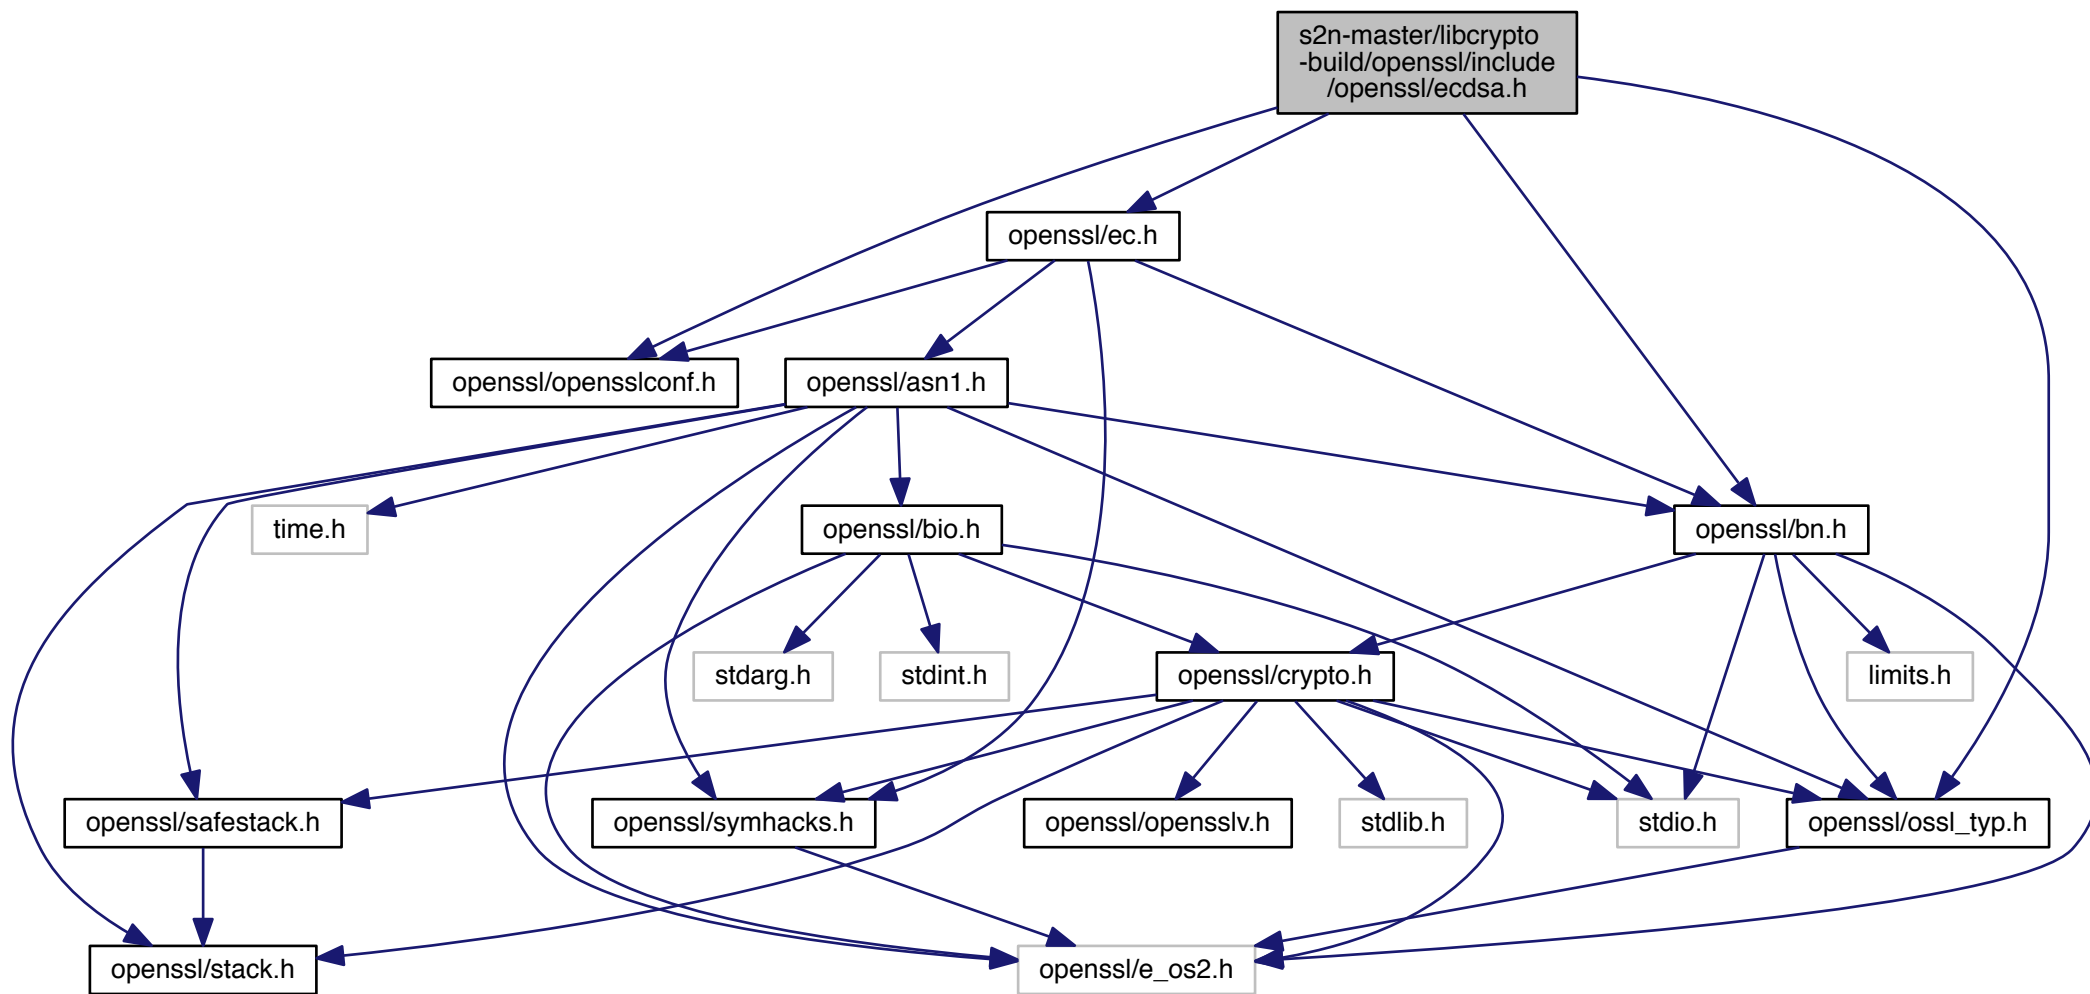 s2n-master/libcrypto
-build/openssl/include
/openssl/ecdsa.h
openssl/ec.h
openssl/opensslconf.h
openssl/asn1.h
time.h
openssl/bio.h
openssl/bn.h
stdarg.h
stdint.h
openssl/crypto.h
limits.h
openssl/safestack.h
openssl/symhacks.h
openssl/opensslv.h
stdlib.h
stdio.h
openssl/ossl_typ.h
openssl/stack.h
openssl/e_os2.h